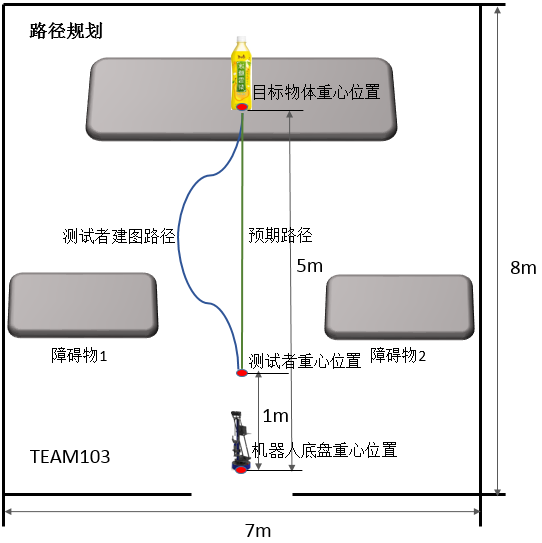 路径规划
目标物体重心位置
测试者建图路径
预期路径
5m
8m
障碍物1
障碍物2
测试者重心位置
1m
机器人底盘重心位置
TEAM103
7m